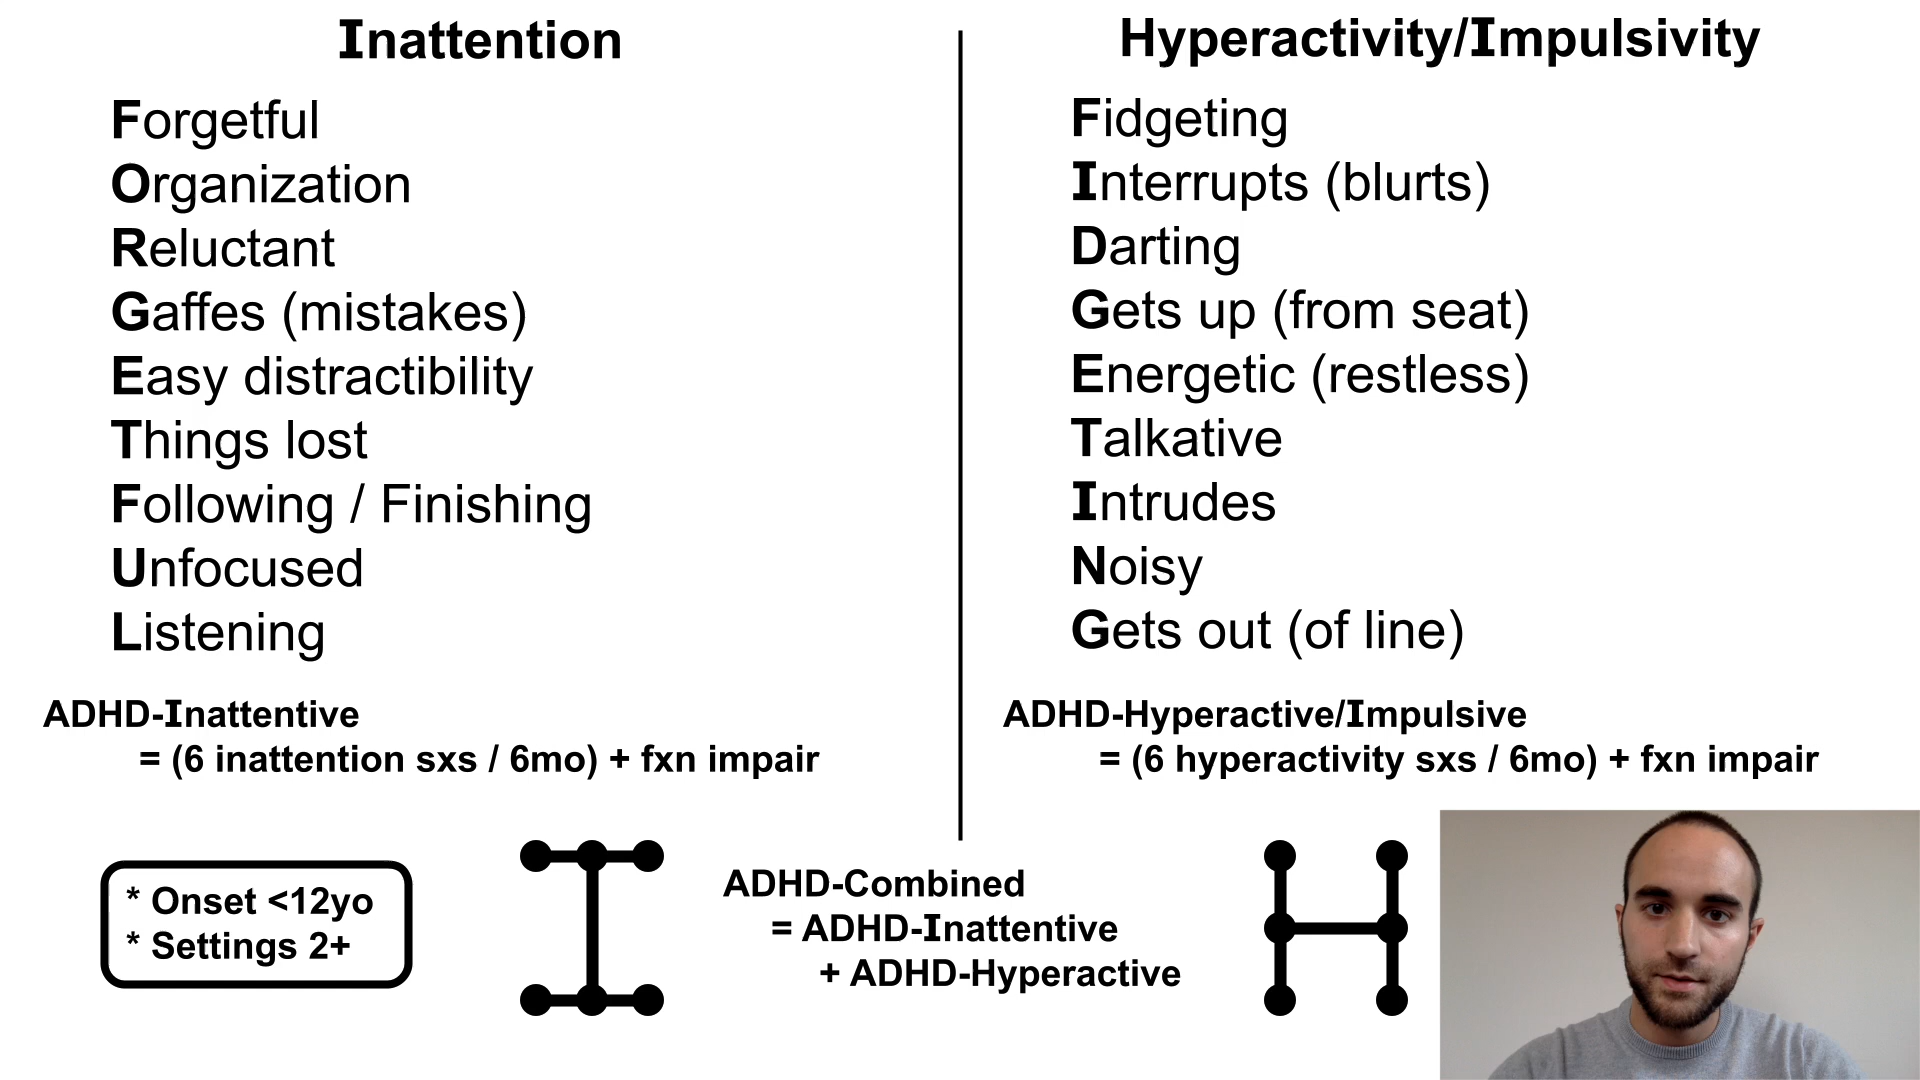 Inattention
Forgetful
Organization
Reluctant
Gaffes (mistakes)
Easy distractibility
Things lost
Following / Finishing
Unfocused
Listening
ADHD-Inattentive
= (6 inattention sxs / 6mo) + fxn impair
Hyperactivity/Impulsivity
Fidgeting
Interrupts (blurts)
Darting
Gets up (from seat)
Energetic (restless)
Talkative
Intrudes
Noisy
Gets out (of line)
ADHD-Hyperactive/Impulsive
= (6 hyperactivity sxs / 6mo) + fxn impair
* Onset <12yo
* Settings 2+
I
ADHD-Combined
= ADHD-Inattentive
+ ADHD-Hyperactive
H